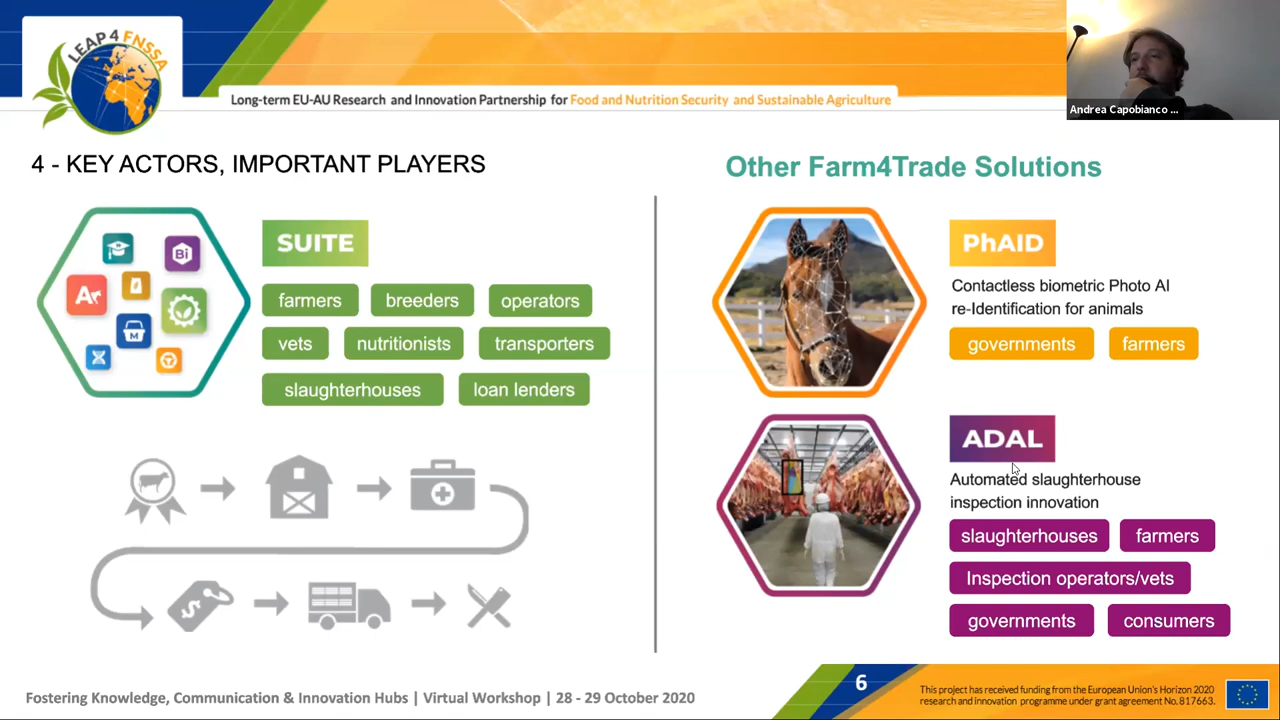 LEAP 4 FNSSA
Long-term EU-AU Research and Innovation Partnership for Food and Nutrition Security and Sustainable Agriculture
Andrea Capobianco ...
4 - KEY ACTORS, IMPORTANT PLAYERS
Bi
A
M
SUITE
farmers breeders operators
vets nutritionists transporters
slaughterhouses loan lenders
$
Other Farm4Trade Solutions
PhAID
Contactless biometric Photo AI
re-Identification for animals
governments farmers
ADAL
Automated slaughterhouse
inspection innovation
slaughterhouses farmers
Inspection operators/vets
governments consumers
Fostering Knowledge, Communication & Innovation Hubs | Virtual Workshop | 28 - 29 October 2020
6
This project has received funding from the European Union's Horizon 2020
research and innovation programme under grant agreement No. 817663.